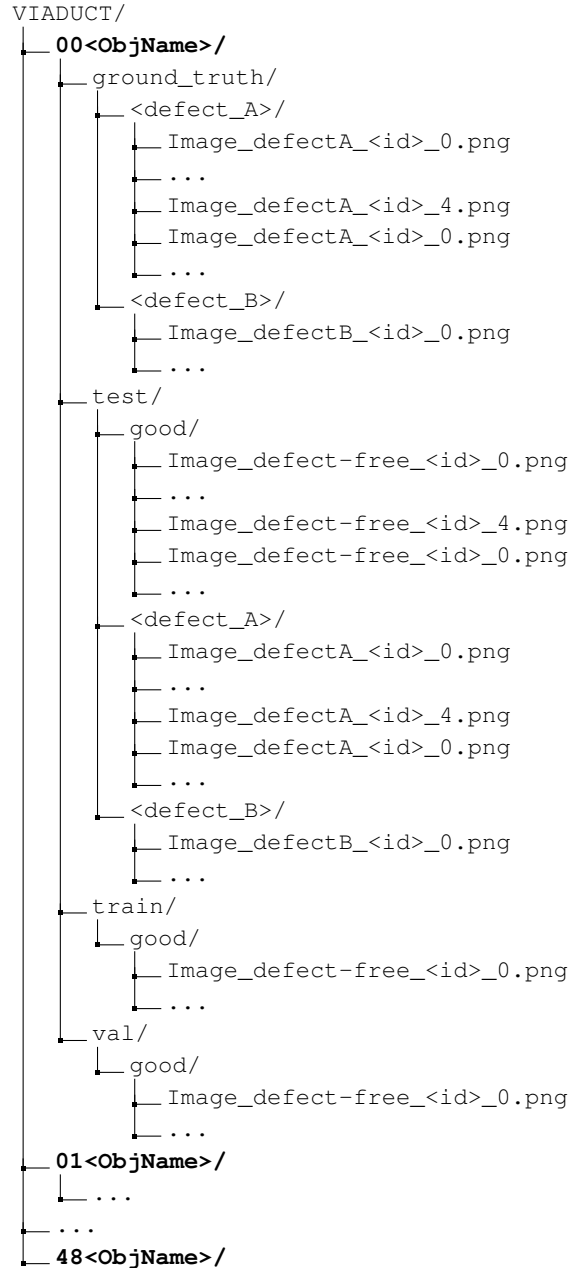 VIADUCT/
00<ObjName>/
ground_truth/
<defect_A>/
Image_defectA_<id>_0.png
...
Image_defectA_<id>_4.png
Image_defectA_<id>_0.png
...
<defect_B>/
Image_defectB_<id>_0.png
...
test/
good/
Image_defect-free_<id>_0.png
...
Image_defect-free_<id>_4.png
Image_defect-free_<id>_0.png
...
<defect_A>/
Image_defectA_<id>_0.png
...
Image_defectA_<id>_4.png
Image_defectA_<id>_0.png
...
<defect_B>/
Image_defectB_<id>_0.png
...
train/
good/
Image_defect-free_<id>_0.png
...
val/
good/
Image_defect-free_<id>_0.png
...
01<ObjName>/
...
...
48<ObjName>/